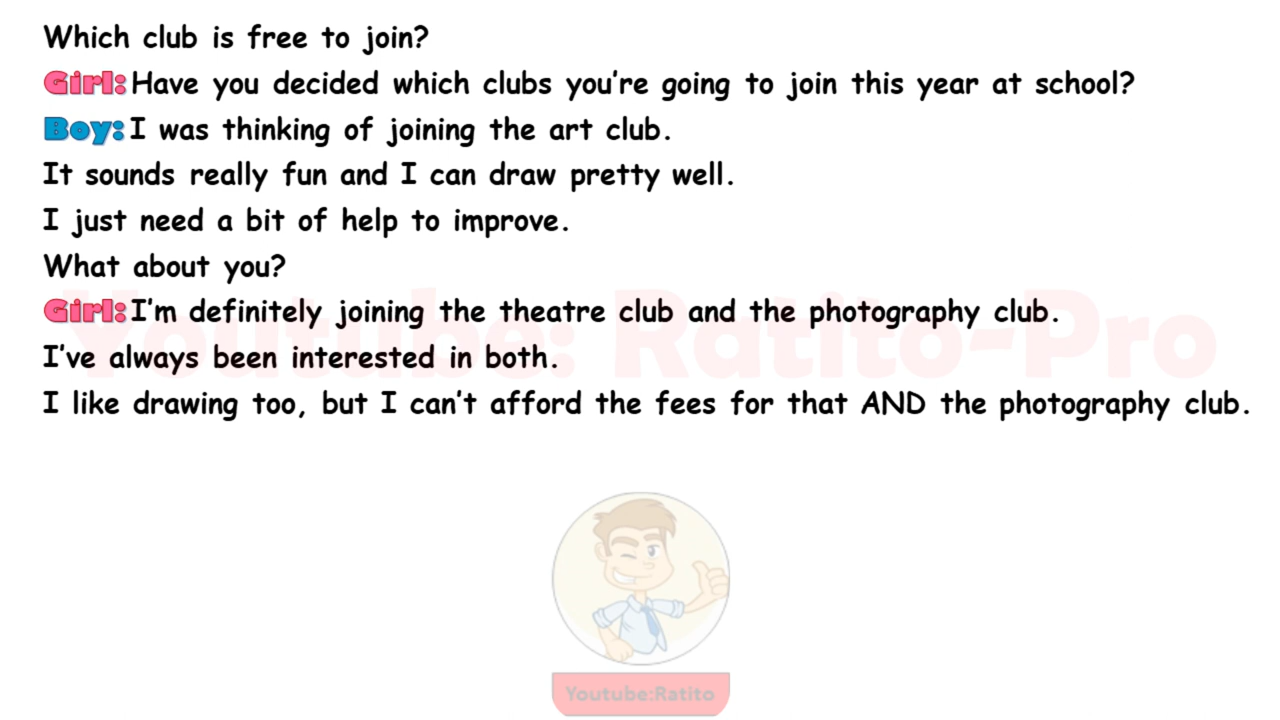 Which club is free to join?
Girl: Have you decided which clubs you're going to join this year at school?
Boy: I was thinking of joining the art club.
It sounds really fun and I can draw pretty well.
I just need a bit of help to improve.
What about you?
Girl: I'm definitely joining the theatre club and the photography club.
I've always been interested in both.
I like drawing too, but I can't afford the fees for that AND the photography club.
Youtube: Ratito-Pro
Youtube:Ratito